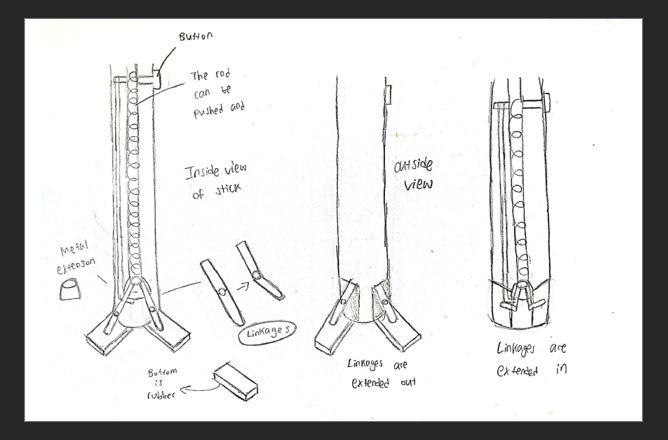 Button
The rod
can be
pushed and
Inside view
of stick
outside
view
Metal
extension
Linkages
Bottom
is
rubber
Linkages are
extended out
Linkages are
extended in